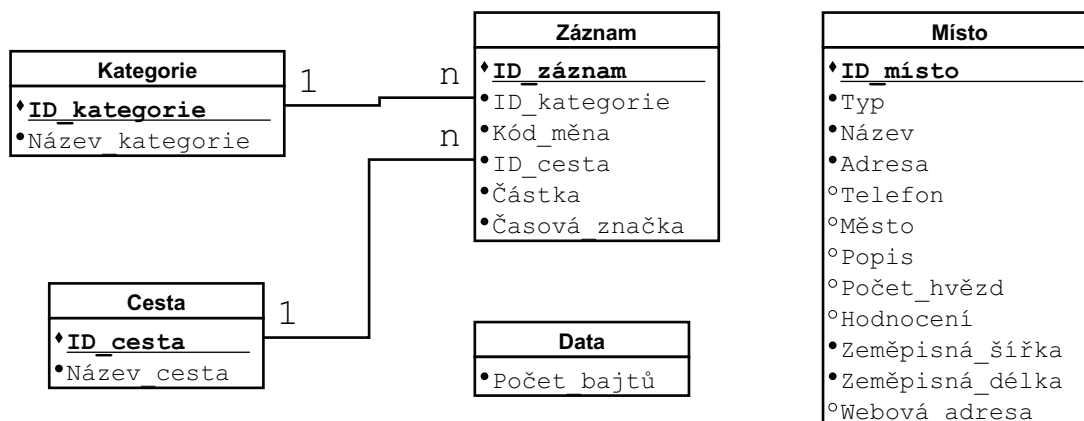 Kategorie
ID_kategorie
Název_kategorie
1
n
Záznam
ID_záznam
ID_kategorie
Kód_měna
ID_cesta
Částka
Časová_značka
n
Cesta
ID_cesta
Název_cesta
1
Data
Počet_bajtů
Místo
ID_místo
Typ
Název
Adresa
Telefon
Město
Popis
Počet_hvězd
Hodnocení
Zeměpisná_šířka
Zeměpisná_délka
Webová_adresa